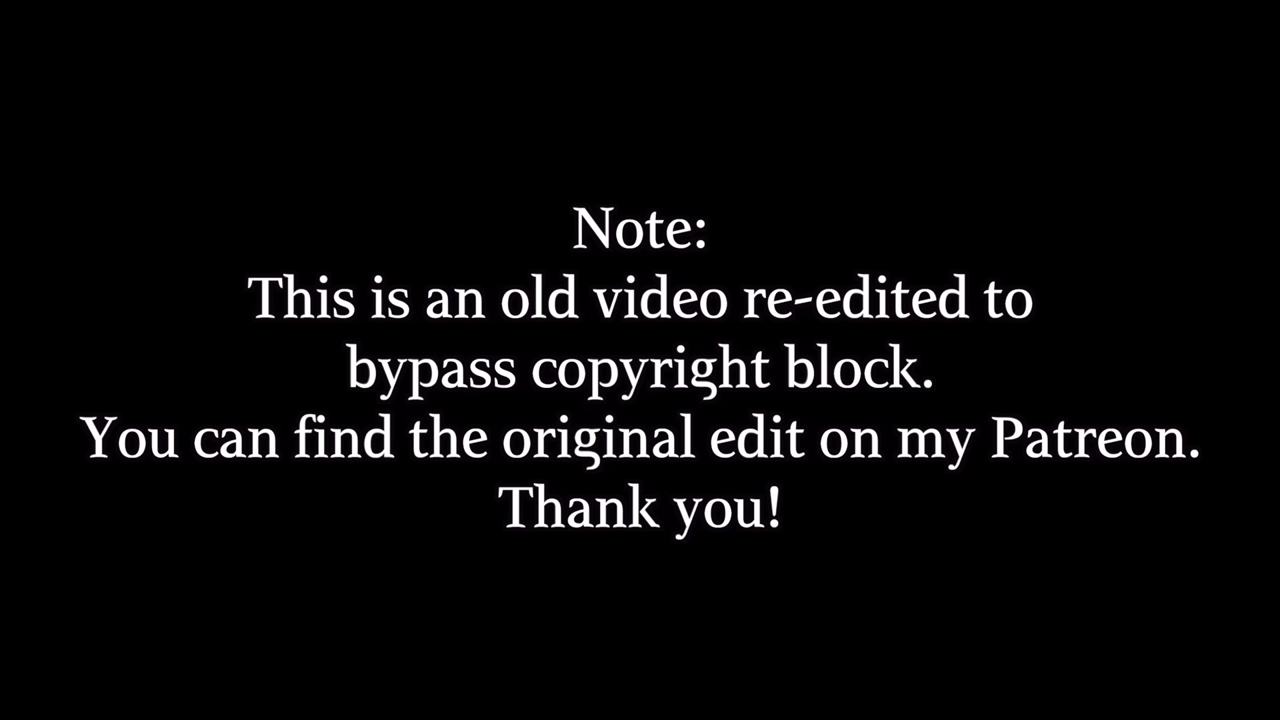 Note:
This is an old video re-edited to
bypass copyright block.
You can find the original edit on my Patreon.
Thank you!